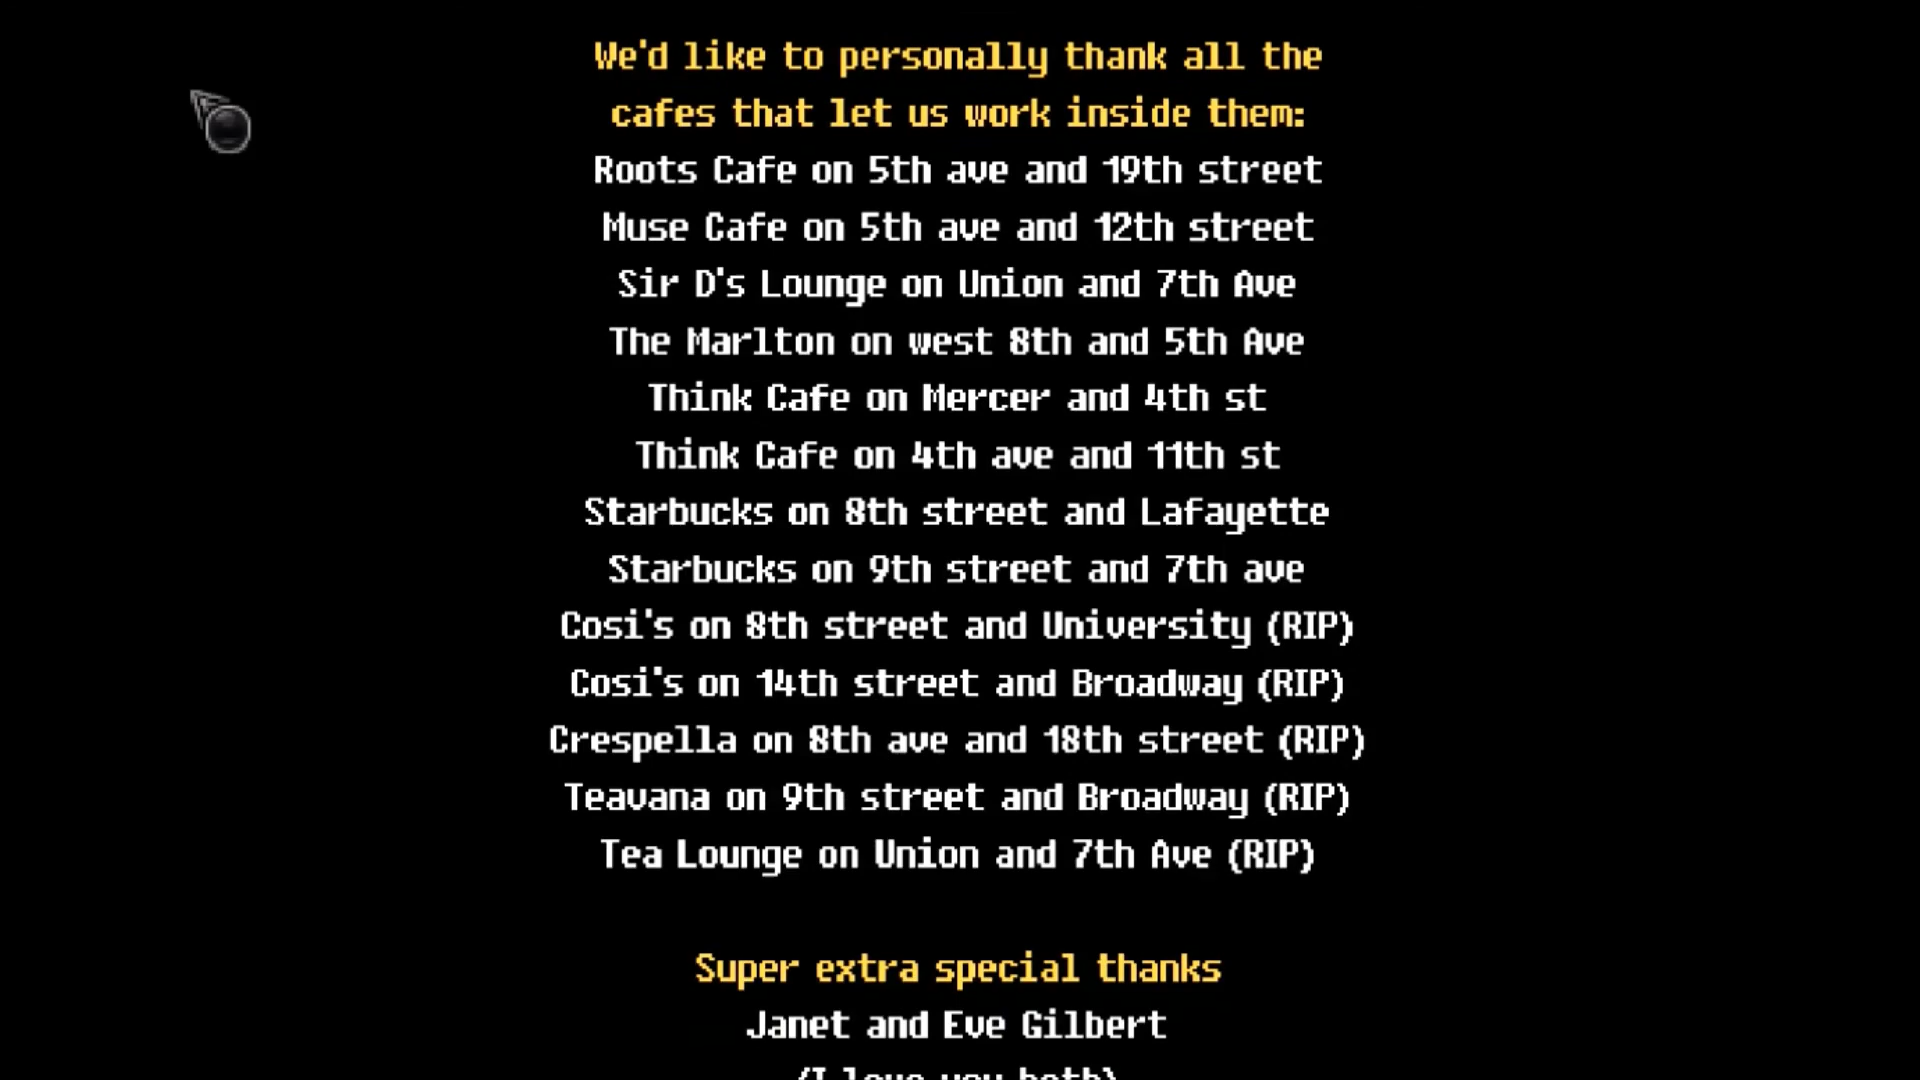 We'd like to personally thank all the
cafes that let us work inside them:
Roots Cafe on 5th ave and 19th street
Muse Cafe on 5th ave and 12th street
Sir D's Lounge on Union and 7th Ave
The Marlton on west 8th and 5th Ave
Think Cafe on Mercer and 4th st
Think Cafe on 4th ave and 11th st
Starbucks on 8th street and Lafayette
Starbucks on 9th street and 7th ave
Cosi's on 8th street and University (RIP)
Cosi's on 14th street and Broadway (RIP)
Crespella on 8th ave and 18th street (RIP)
Teavana on 9th street and Broadway (RIP)
Tea Lounge on Union and 7th Ave (RIP)
Super extra special thanks
Janet and Eve Gilbert
(I love you both)